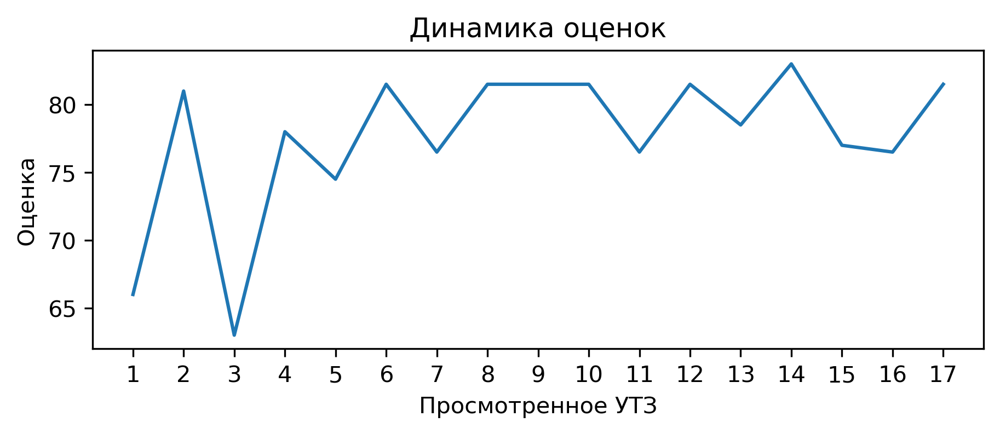 Динамика оценок
Оценка
80
75
70
65
1 2 3 4 5 6 7 8 9 10 11 12 13 14 15 16 17
Просмотренное УТЗ